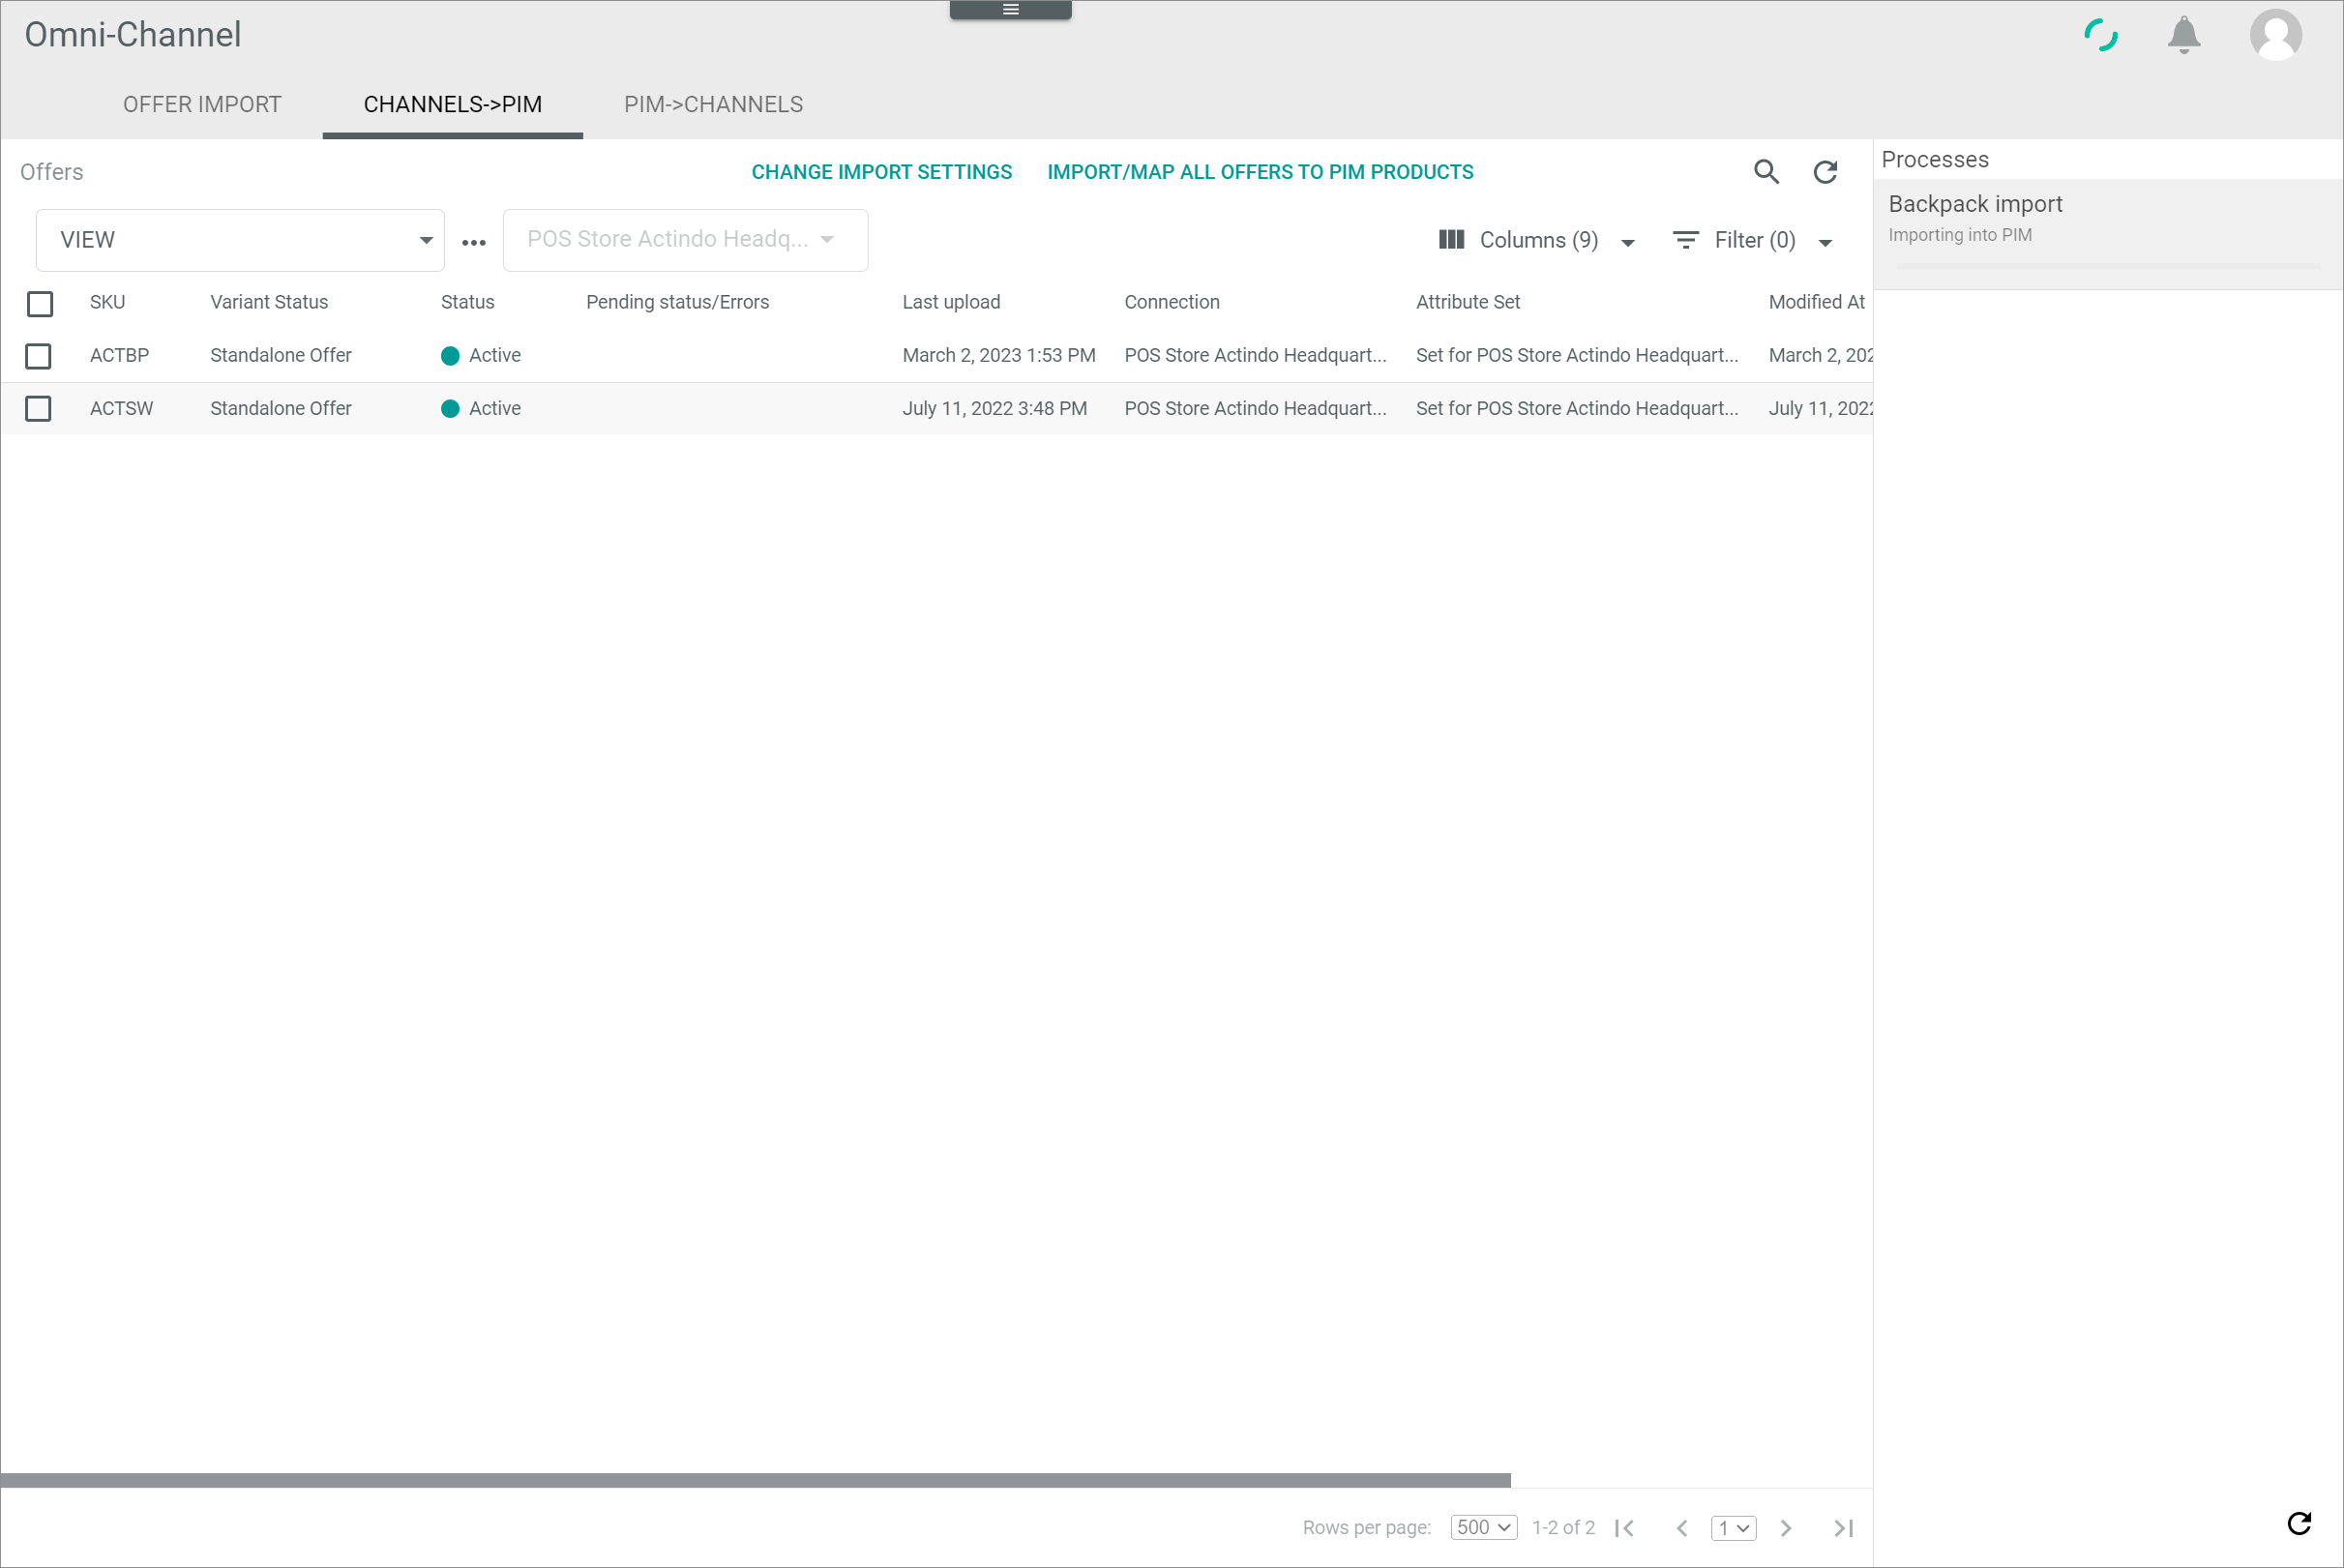 Omni-Channel
OFFER IMPORT
CHANNELS->PIM
PIM->CHANNELS
Offers
CHANGE IMPORT SETTINGS
IMPORT/MAP ALL OFFERS TO PIM PRODUCTS
VIEW
POS Store Actindo Headq...
Columns (9)
Filter (0)
SKU Variant Status Status Pending status/Errors Last upload Connection Attribute Set Modified At
ACTBP Standalone Offer Active March 2, 2023 1:53 PM POS Store Actindo Headquart... Set for POS Store Actindo Headquart... March 2, 202
ACTSW Standalone Offer Active July 11, 2022 3:48 PM POS Store Actindo Headquart... Set for POS Store Actindo Headquart... July 11, 2022
Rows per page: 500 1-2 of 2 1
Processes
Backpack import
Importing into PIM